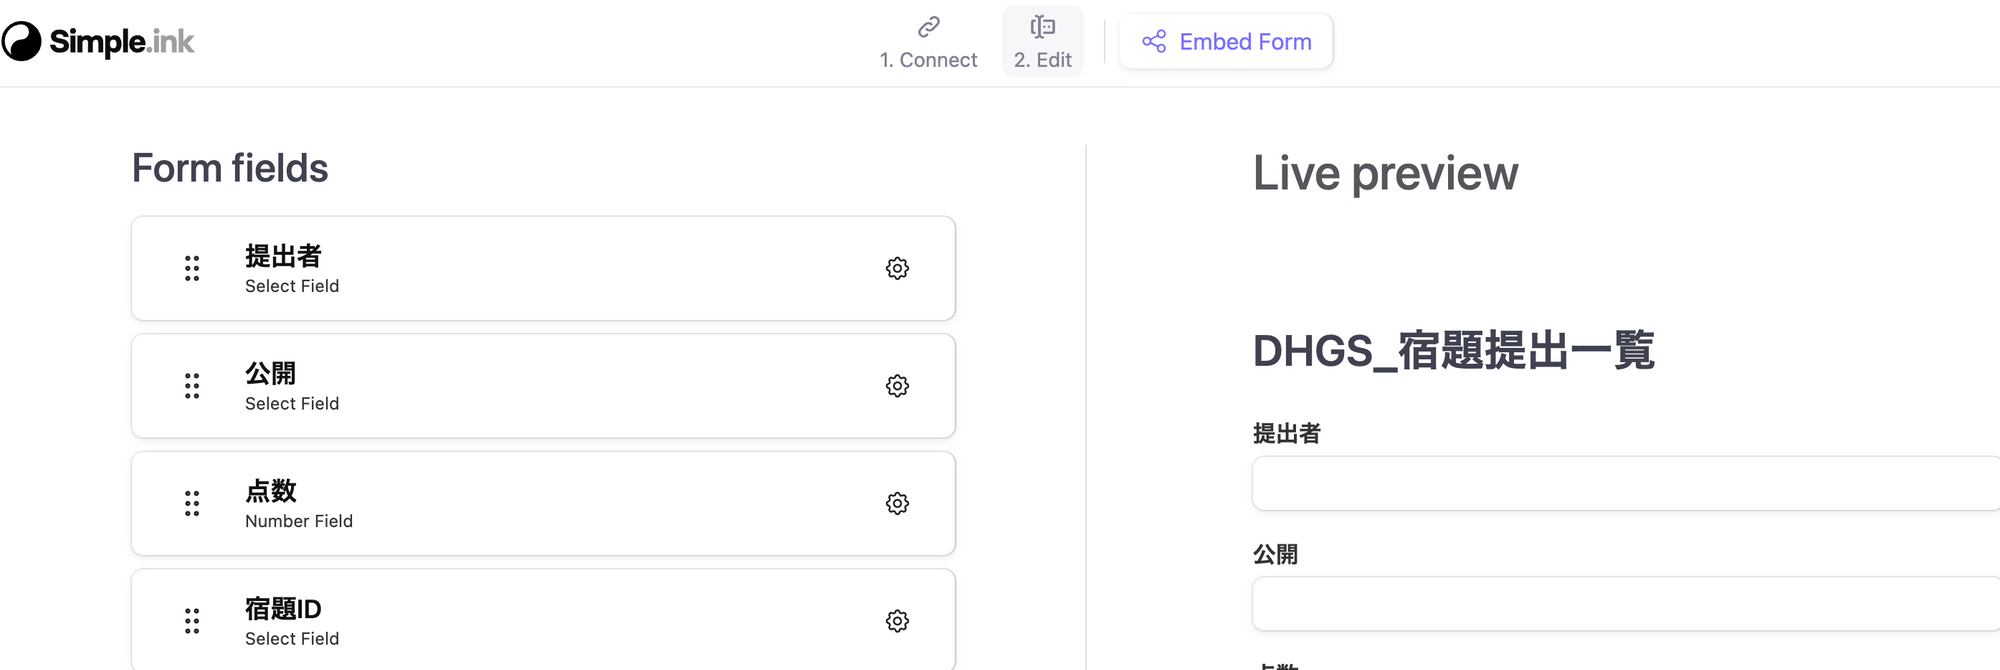 Simple.ink
1. Connect
2. Edit
Embed Form
Form fields
提出者
Select Field
公開
Select Field
点数
Number Field
宿題ID
Select Field
Live preview
DHGS_宿題提出一覧
提出者
公開